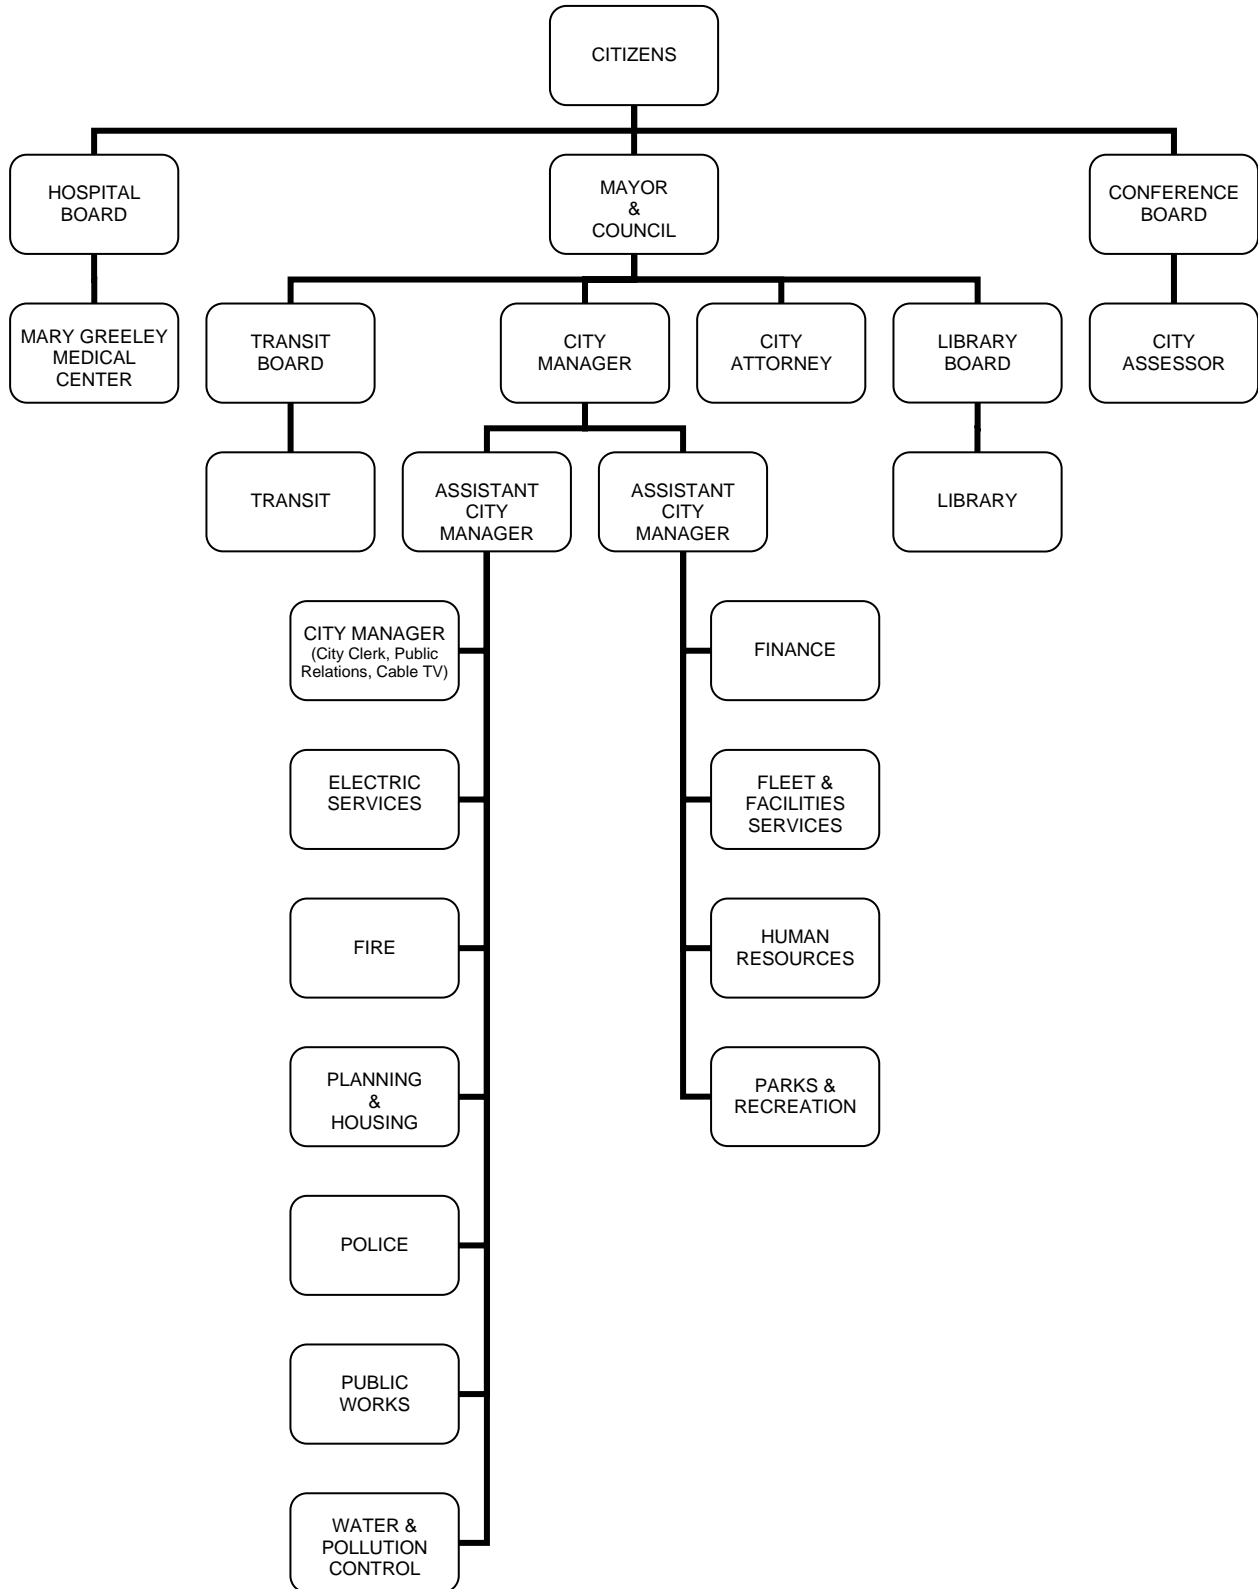 CITIZENS
HOSPITAL
BOARD
MAYOR
&
COUNCIL
CONFERENCE
BOARD
MARY GREELEY
MEDICAL
CENTER
TRANSIT
BOARD
CITY
MANAGER
CITY
ATTORNEY
LIBRARY
BOARD
CITY
ASSESSOR
TRANSIT
ASSISTANT
CITY
MANAGER
ASSISTANT
CITY
MANAGER
LIBRARY
CITY MANAGER
(City Clerk, Public
Relations, Cable TV)
FINANCE
ELECTRIC
SERVICES
FLEET &
FACILITIES
SERVICES
FIRE
HUMAN
RESOURCES
PLANNING
&
HOUSING
PARKS &
RECREATION
POLICE
PUBLIC
WORKS
WATER &
POLLUTION
CONTROL